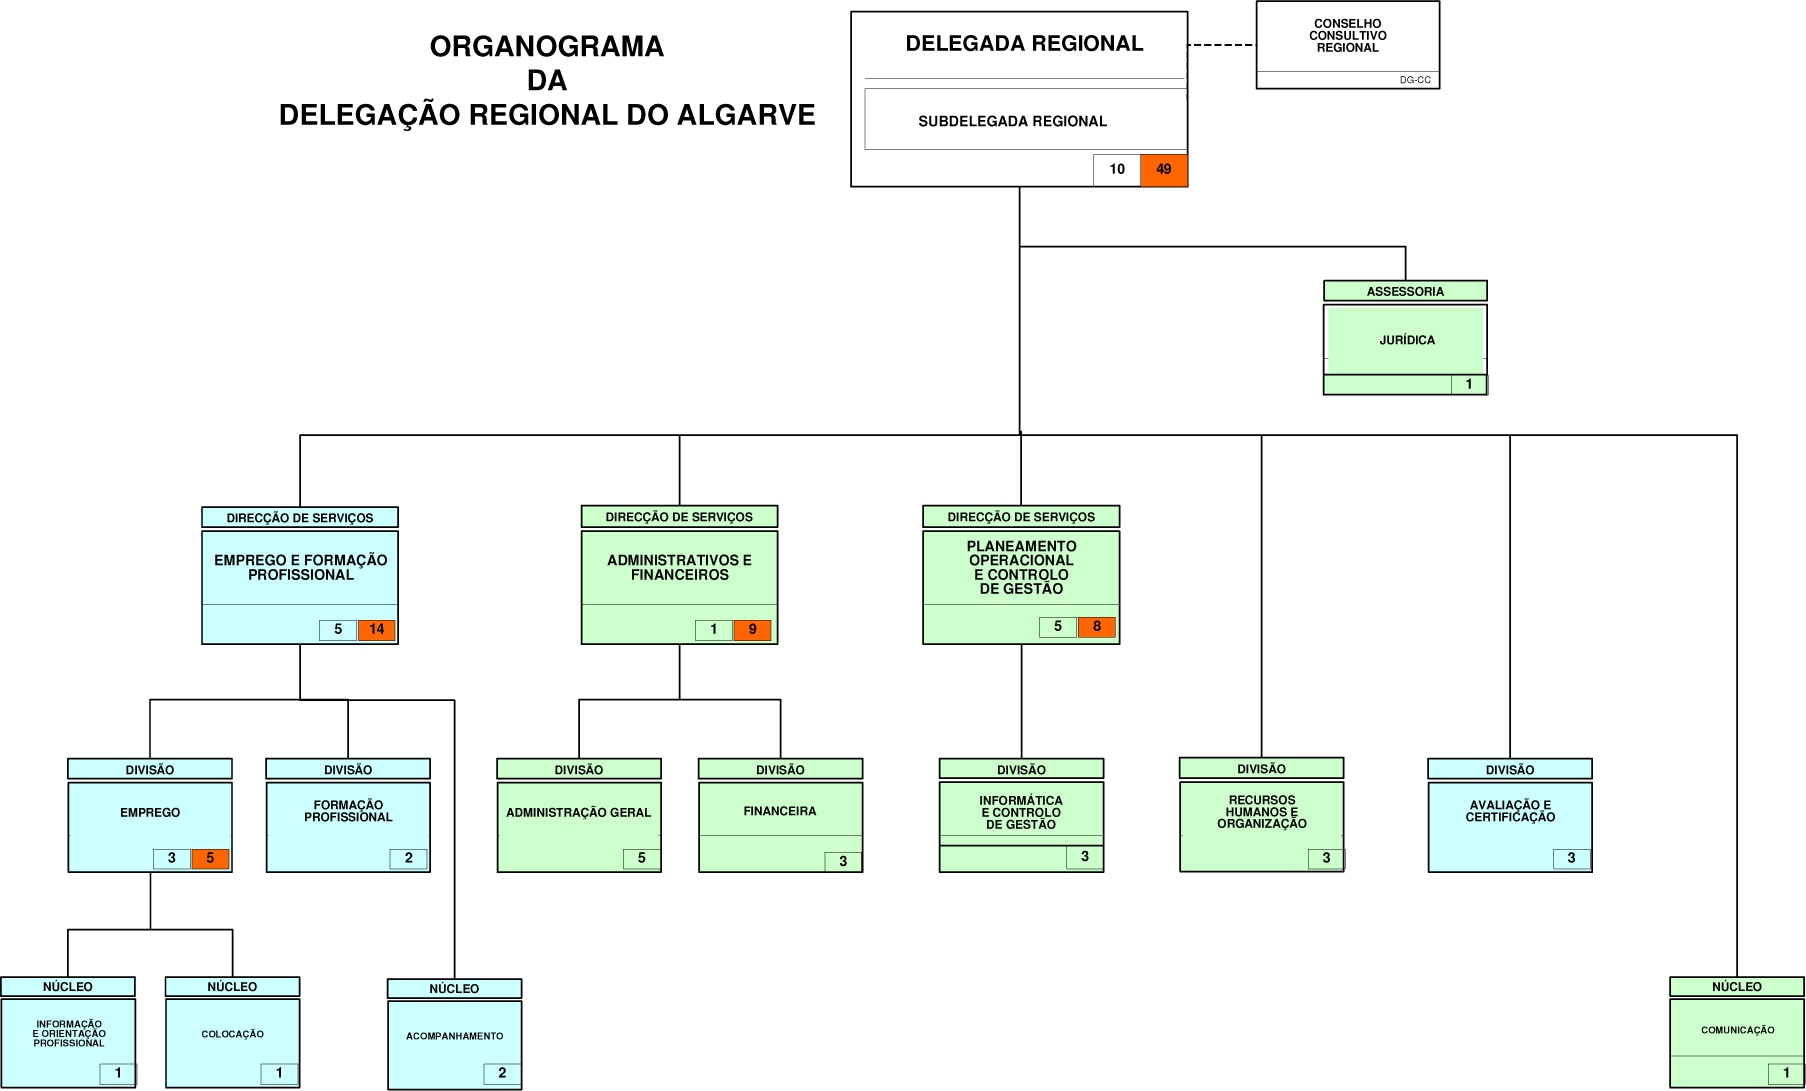 ORGANOGRAMA
DA
DELEGAÇÃO REGIONAL DO ALGARVE
DELEGADA REGIONAL
SUBDELEGADA REGIONAL
10 49
CONSELHO
CONSULTIVO
REGIONAL
DG-CC
ASSESSORIA
JURÍDICA
1
DIRECÇÃO DE SERVIÇOS
EMPREGO E FORMAÇÃO
PROFISSIONAL
5 14
DIRECÇÃO DE SERVIÇOS
ADMINISTRATIVOS E
FINANCEIROS
1 9
DIRECÇÃO DE SERVIÇOS
PLANEAMENTO
OPERACIONAL
E CONTROLO
DE GESTÃO
5 8
DIVISÃO
EMPREGO
3 5
DIVISÃO
FORMAÇÃO
PROFISSIONAL
2
DIVISÃO
ADMINISTRAÇÃO GERAL
5
DIVISÃO
FINANCEIRA
3
DIVISÃO
INFORMÁTICA
E CONTROLO
DE GESTÃO
3
DIVISÃO
RECURSOS
HUMANOS E
ORGANIZAÇÃO
3
DIVISÃO
AVALIAÇÃO E
CERTIFICAÇÃO
3
NÚCLEO
INFORMAÇÃO
E ORIENTAÇÃO
PROFISSIONAL
1
NÚCLEO
COLOCAÇÃO
1
NÚCLEO
ACOMPANHAMENTO
2
NÚCLEO
COMUNICAÇÃO
1